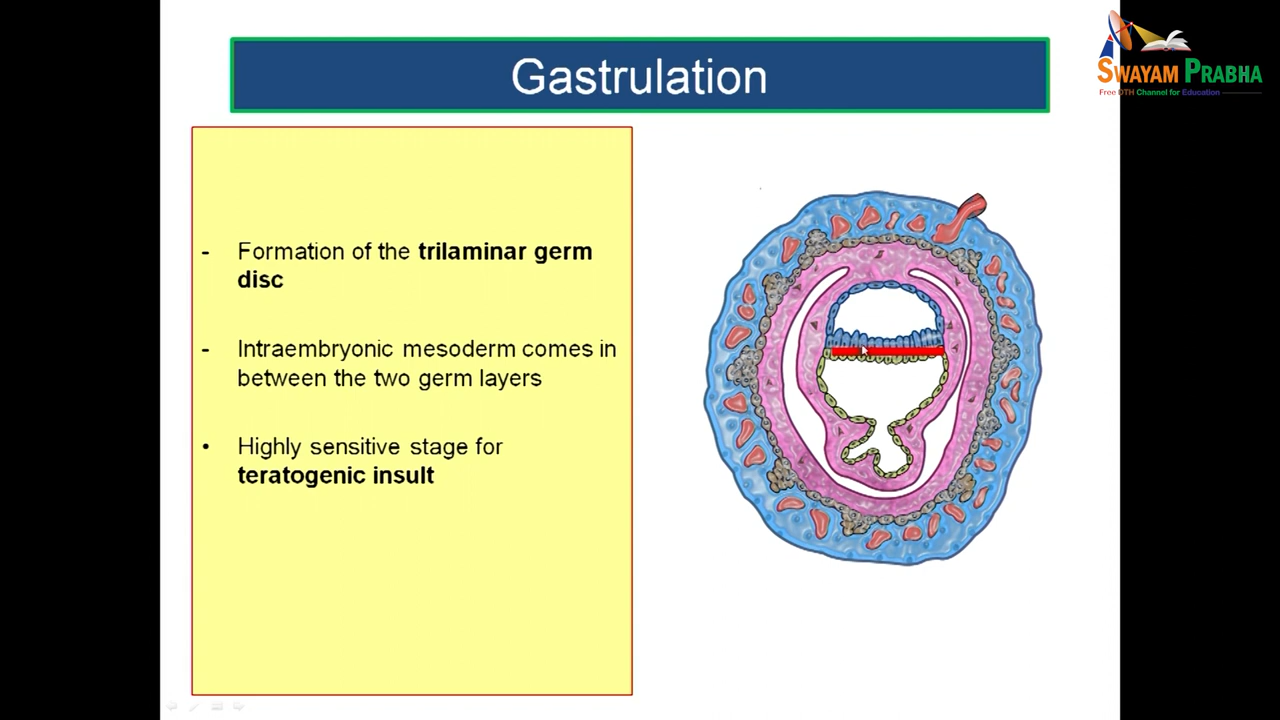 Gastrulation
SWAYAM PRABHA
Free DTH Channel for Education
- Formation of the trilaminar germ
disc
- Intraembryonic mesoderm comes in
between the two germ layers
• Highly sensitive stage for
teratogenic insult